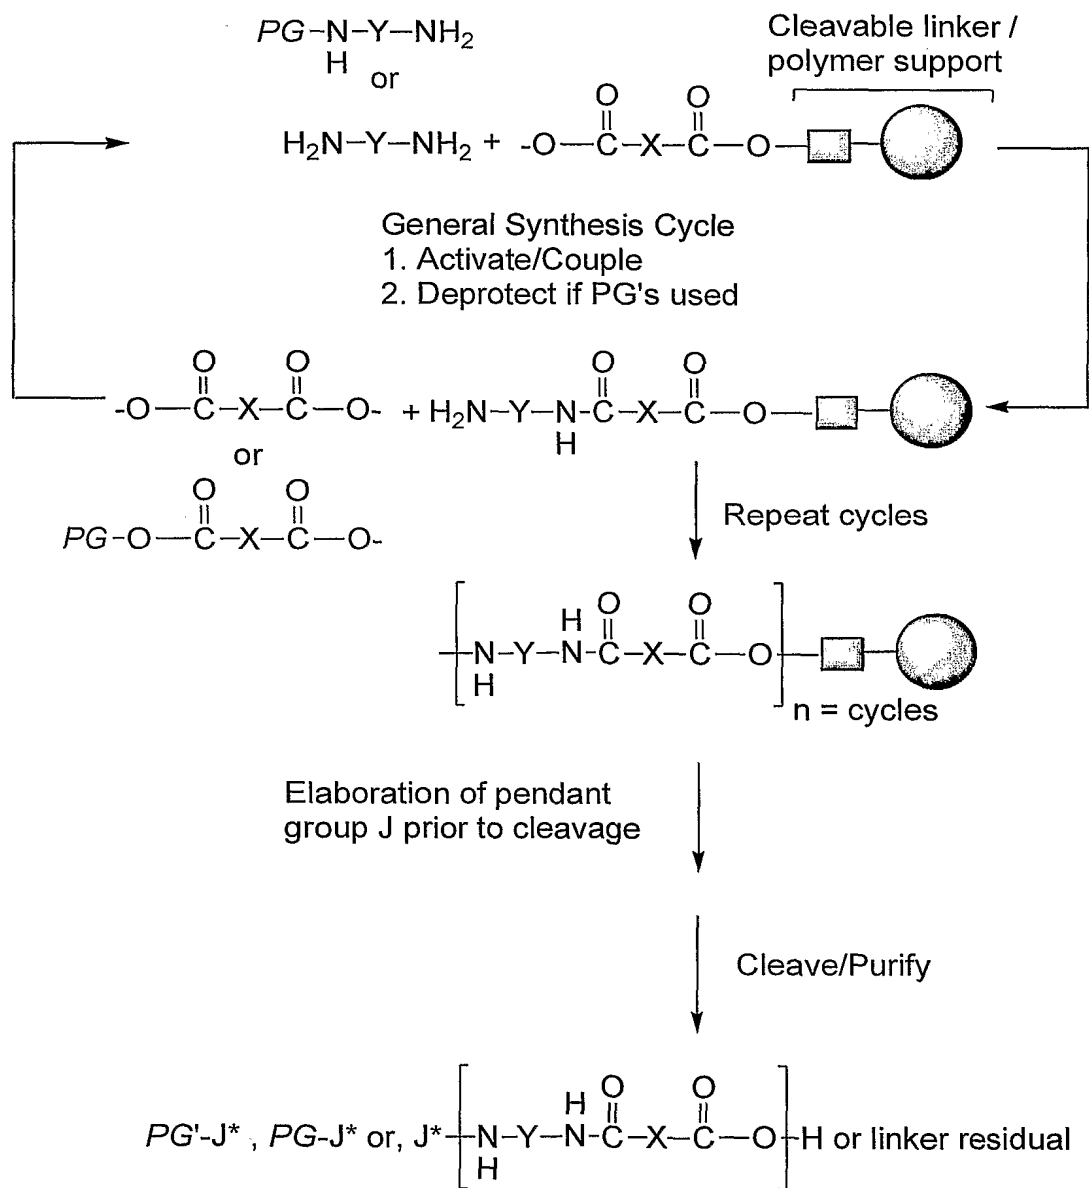 PG-N-Y-NH2
H
or
Cleavable linker /
polymer support
O O
H2N-Y-NH2 + -O-C-X-C-O-
General Synthesis Cycle
1. Activate/Couple
2. Deprotect if PG's used
O O O O
-O-C-X-C-O- + H2N-Y-N-C-X-C-O-
H
or
O O
PG-O-C-X-C-O-
Repeat cycles
H O O
N-Y-N-C-X-C-O
H
n = cycles
Elaboration of pendant
group J prior to cleavage
Cleave/Purify
H O O
PG'-J* , PG-J* or, J*-[N-Y-N-C-X-C-O]-H or linker residual
H